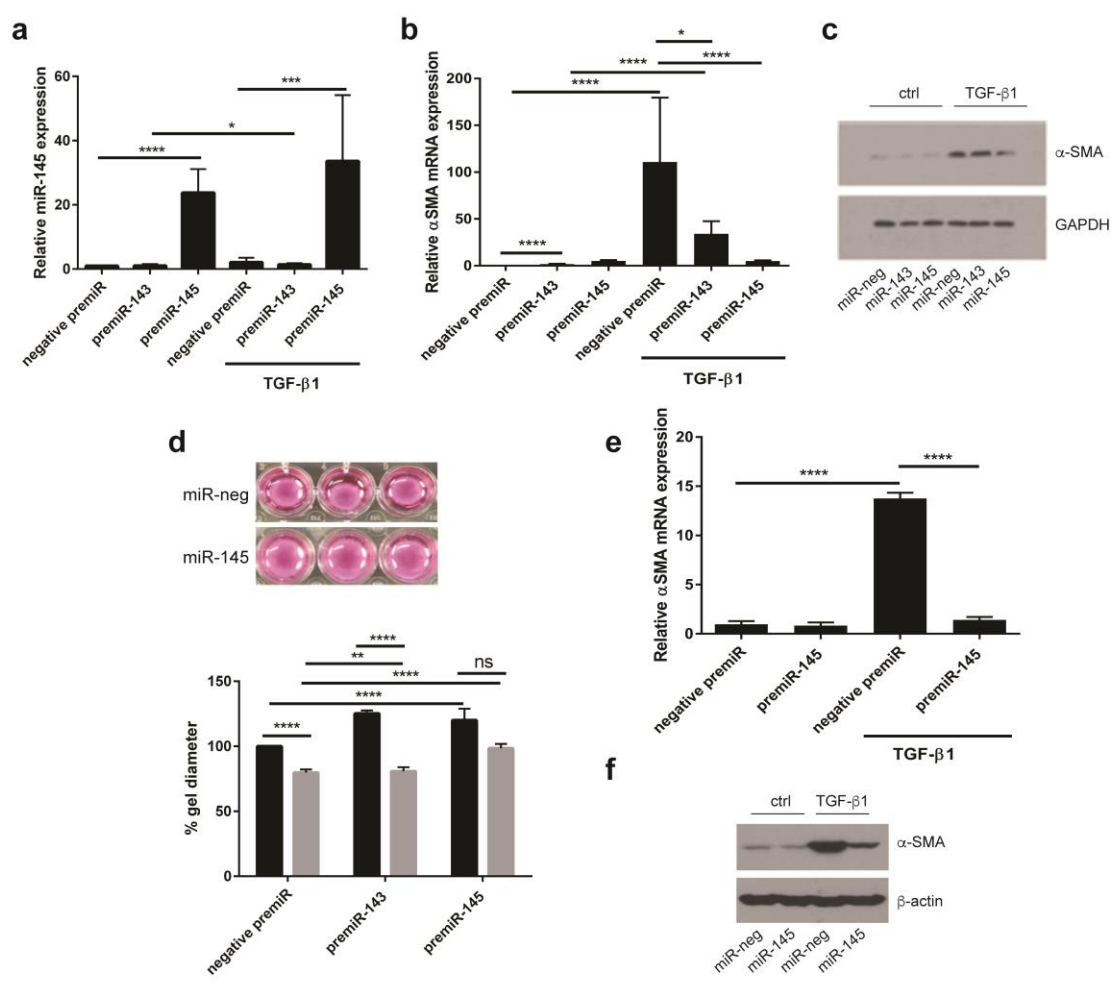 a
Relative miR-145 expression
60
40
20
0
****
*
***
negative premiR
premiR-143
premiR-145
negative premiR
premiR-143
premiR-145
TGF-β1
b
Relative αSMA mRNA expression
200
150
100
50
0
*
****
****
****
****
negative premiR
premiR-143
premiR-145
negative premiR
premiR-143
premiR-145
TGF-β1
c
ctrl
TGF-β1
α-SMA
GAPDH
miR-neg
miR-143
miR-145
miR-neg
miR-143
miR-145
d
miR-neg
miR-145
% gel diameter
150
100
50
0
****
**
ns
****
****
****
negative premiR
premiR-143
premiR-145
e
Relative αSMA mRNA expression
20
15
10
5
0
****
****
negative premiR
premiR-145
negative premiR
premiR-145
TGF-β1
f
ctrl
TGF-β1
α-SMA
β-actin
miR-neg
miR-145
miR-neg
miR-145